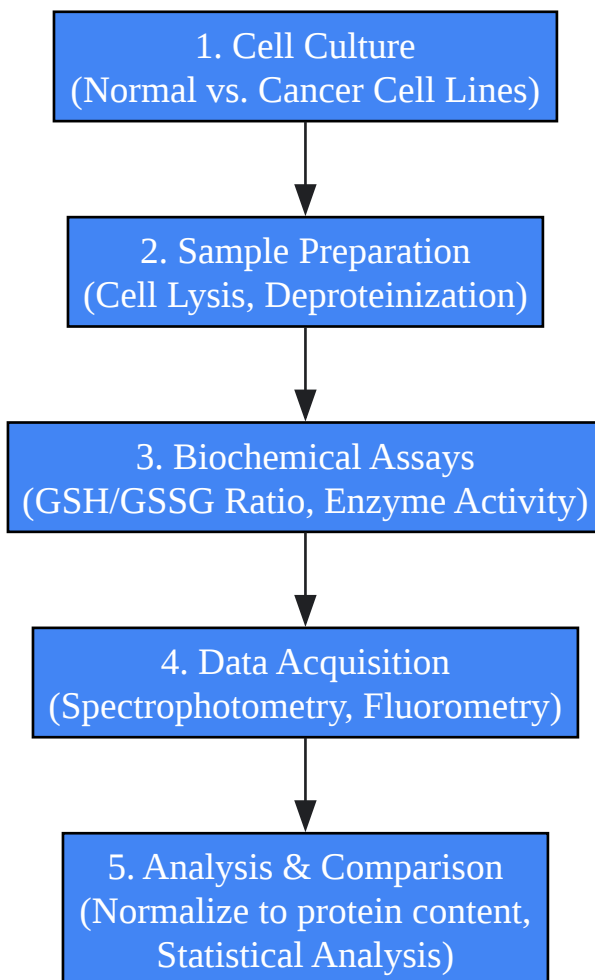 1. Cell Culture
(Normal vs. Cancer Cell Lines)
2. Sample Preparation
(Cell Lysis, Deproteinization)
3. Biochemical Assays
(GSH/GSSG Ratio, Enzyme Activity)
4. Data Acquisition
(Spectrophotometry, Fluorometry)
5. Analysis & Comparison
(Normalize to protein content,
Statistical Analysis)